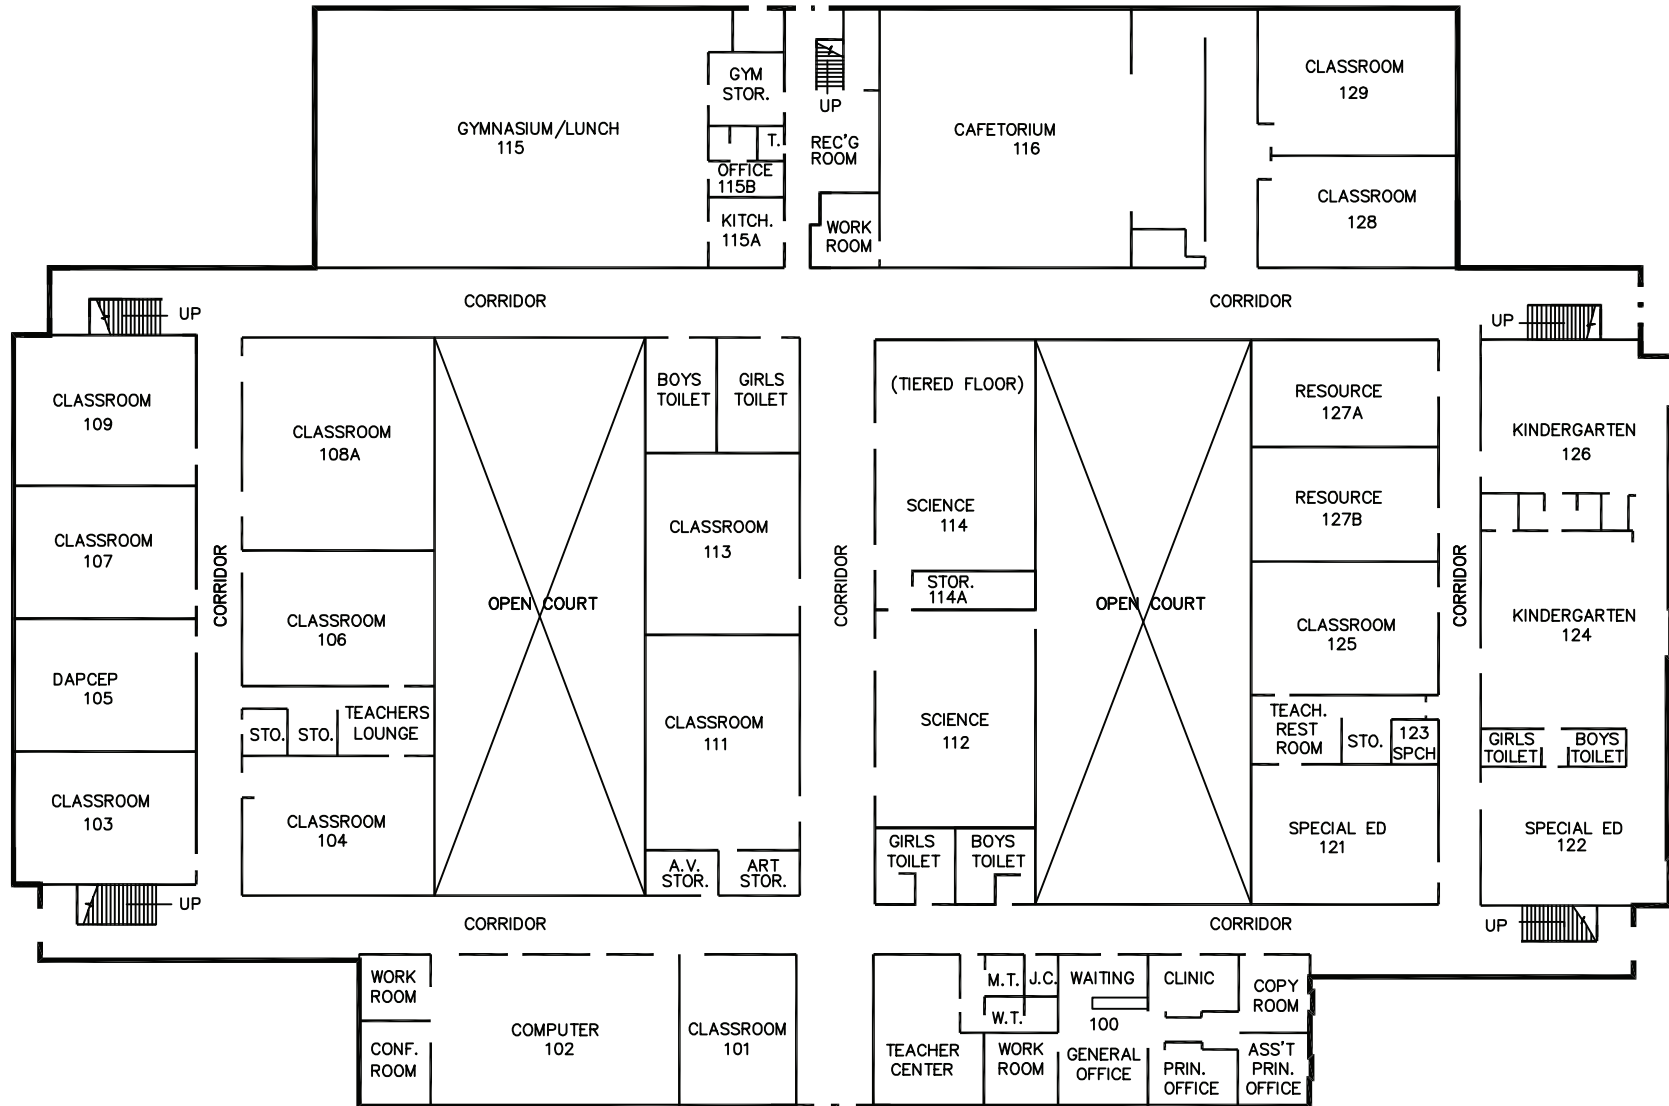 GYM
STOR.
GYMNASIUM/LUNCH
115
T.
OFFICE
115B
KITCH.
115A
UP
REC'G
ROOM
WORK
ROOM
CAFETORIUM
116
CLASSROOM
129
CLASSROOM
128
CORRIDOR
CORRIDOR
UP
UP
CLASSROOM
109
CLASSROOM
107
DAPCEP
105
CLASSROOM
103
UP
CORRIDOR
CLASSROOM
108A
CLASSROOM
106
STO.
STO.
TEACHERS
LOUNGE
CLASSROOM
104
OPEN COURT
BOYS
TOILET
GIRLS
TOILET
CLASSROOM
113
CLASSROOM
111
A.V.
STOR.
ART
STOR.
CORRIDOR
(TIERED FLOOR)
SCIENCE
114
STOR.
114A
SCIENCE
112
GIRLS
TOILET
BOYS
TOILET
OPEN COURT
RESOURCE
127A
RESOURCE
127B
CLASSROOM
125
TEACH.
REST
ROOM
STO.
123
SPCH
SPECIAL ED
121
CORRIDOR
KINDERGARTEN
126
KINDERGARTEN
124
GIRLS
TOILET
BOYS
TOILET
SPECIAL ED
122
UP
CORRIDOR
CORRIDOR
WORK
ROOM
CONF.
ROOM
COMPUTER
102
CLASSROOM
101
TEACHER
CENTER
M.T.
J.C.
W.T.
WORK
ROOM
WAITING
100
GENERAL
OFFICE
CLINIC
PRIN.
OFFICE
COPY
ROOM
ASS'T
PRIN.
OFFICE